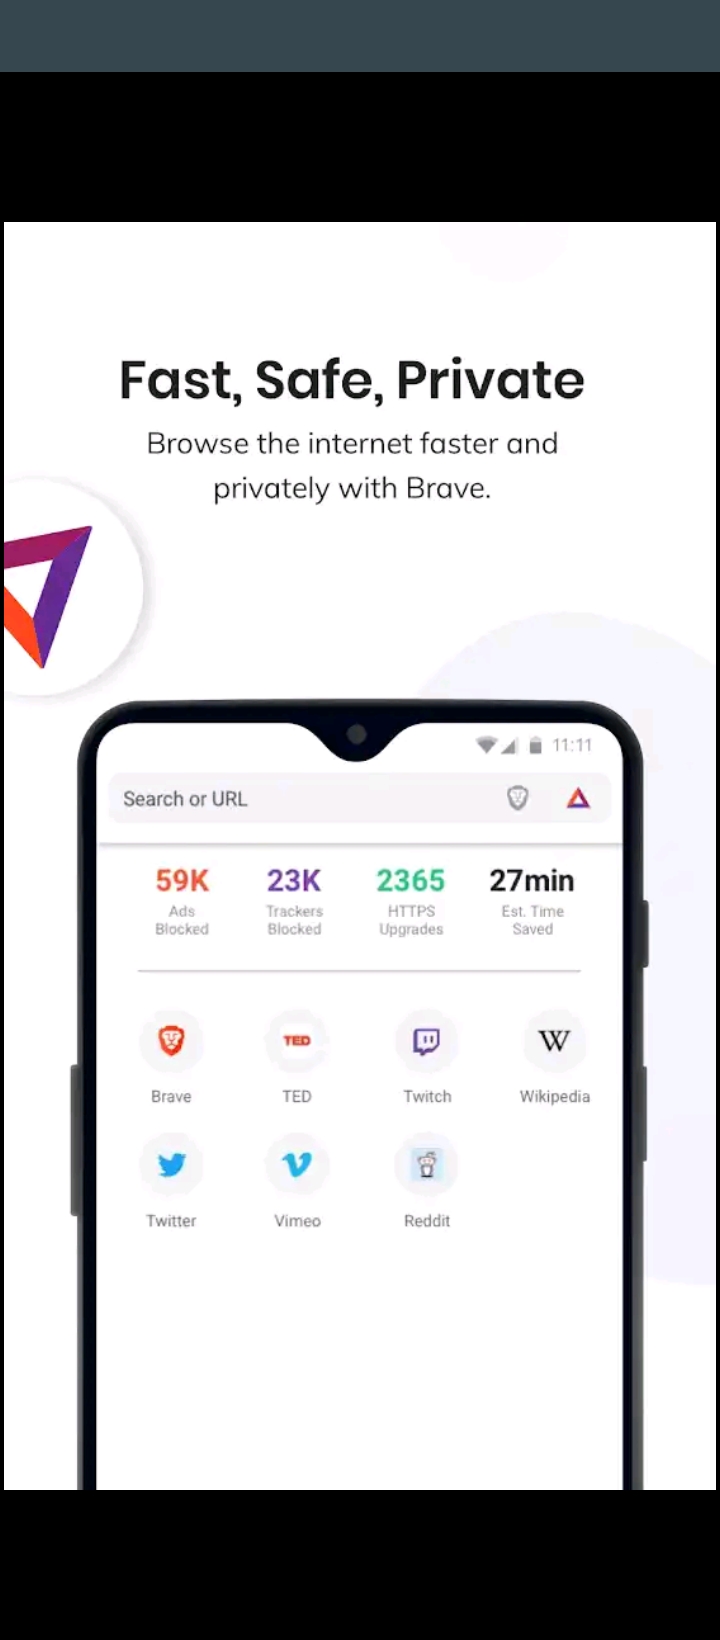 Fast, Safe, Private
Browse the internet faster and
privately with Brave.
11:11
Search or URL
59K 23K 2365 27min
Ads Trackers HTTPS Est. Time
Blocked Blocked Upgrades Saved
TED W
Brave TED Twitch Wikipedia
Twitter Vimeo Reddit